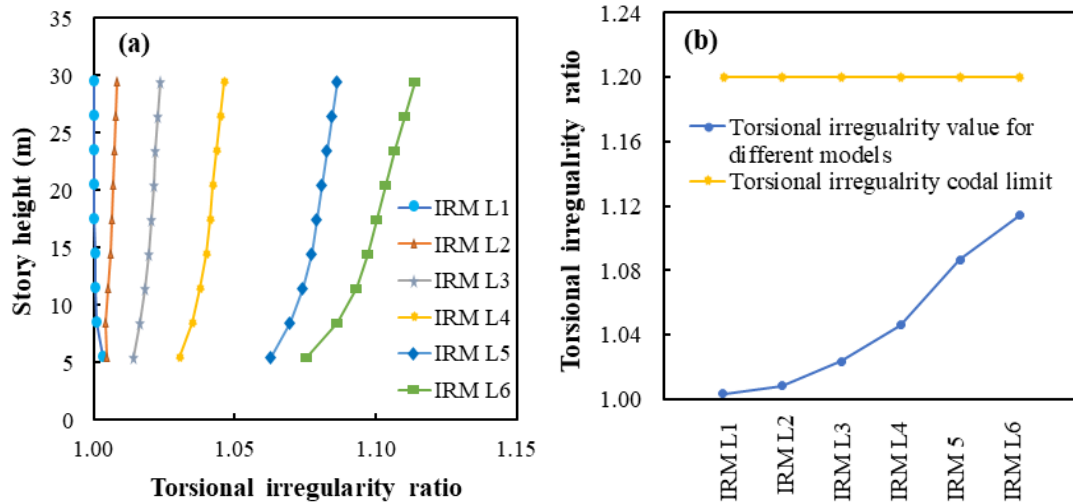 (a)
35
30
25
20
15
10
5
0
Story height (m)
1.00
1.05
1.10
1.15
Torsional irregularity ratio
IRM L1
IRM L2
IRM L3
IRM L4
IRM L5
IRM L6
(b)
1.24
1.20
1.16
1.12
1.08
1.04
1.00
Torsional irregualrity ratio
Torsional irregualrity value for
different models
Torsional irregualrity codal limit
IRM L1
IRM L2
IRM L3
IRM L4
IRM 5
IRM L6